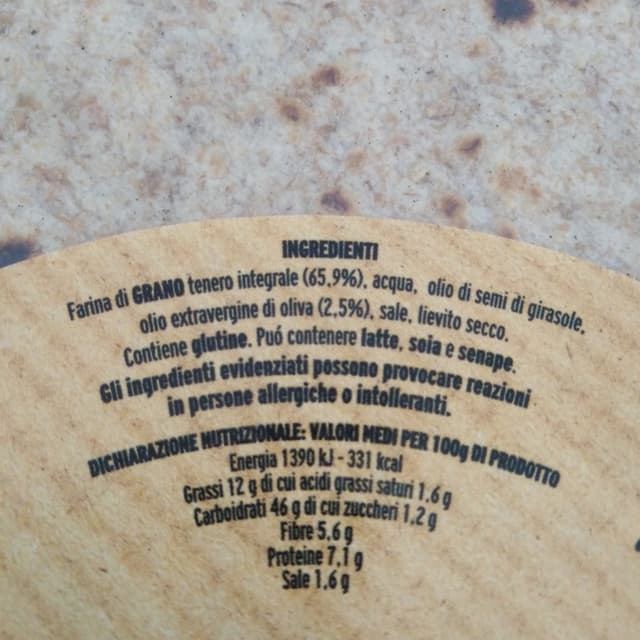 INGREDIENTI
Farina di GRANO tenero integrale (65,9%), acqua, olio di semi di girasole,
olio extravergine di oliva (2,5%), sale, lievito secco.
Contiene glutine. Puó contenere latte, soia e senape.
Gli ingredienti evidenziati possono provocare reazioni
in persone allergiche o intolleranti.
DICHIARAZIONE NUTRIZIONALE: VALORI MEDI PER 100g DI PRODOTTO
Energia 1390 kJ - 331 kcal
Grassi 12 g di cui acidi grassi saturi 1,6 g
Carboidrati 46 g di cui zuccheri 1,2 g
Fibre 5,6 g
Proteine 7,1 g
Sale 1,6 g